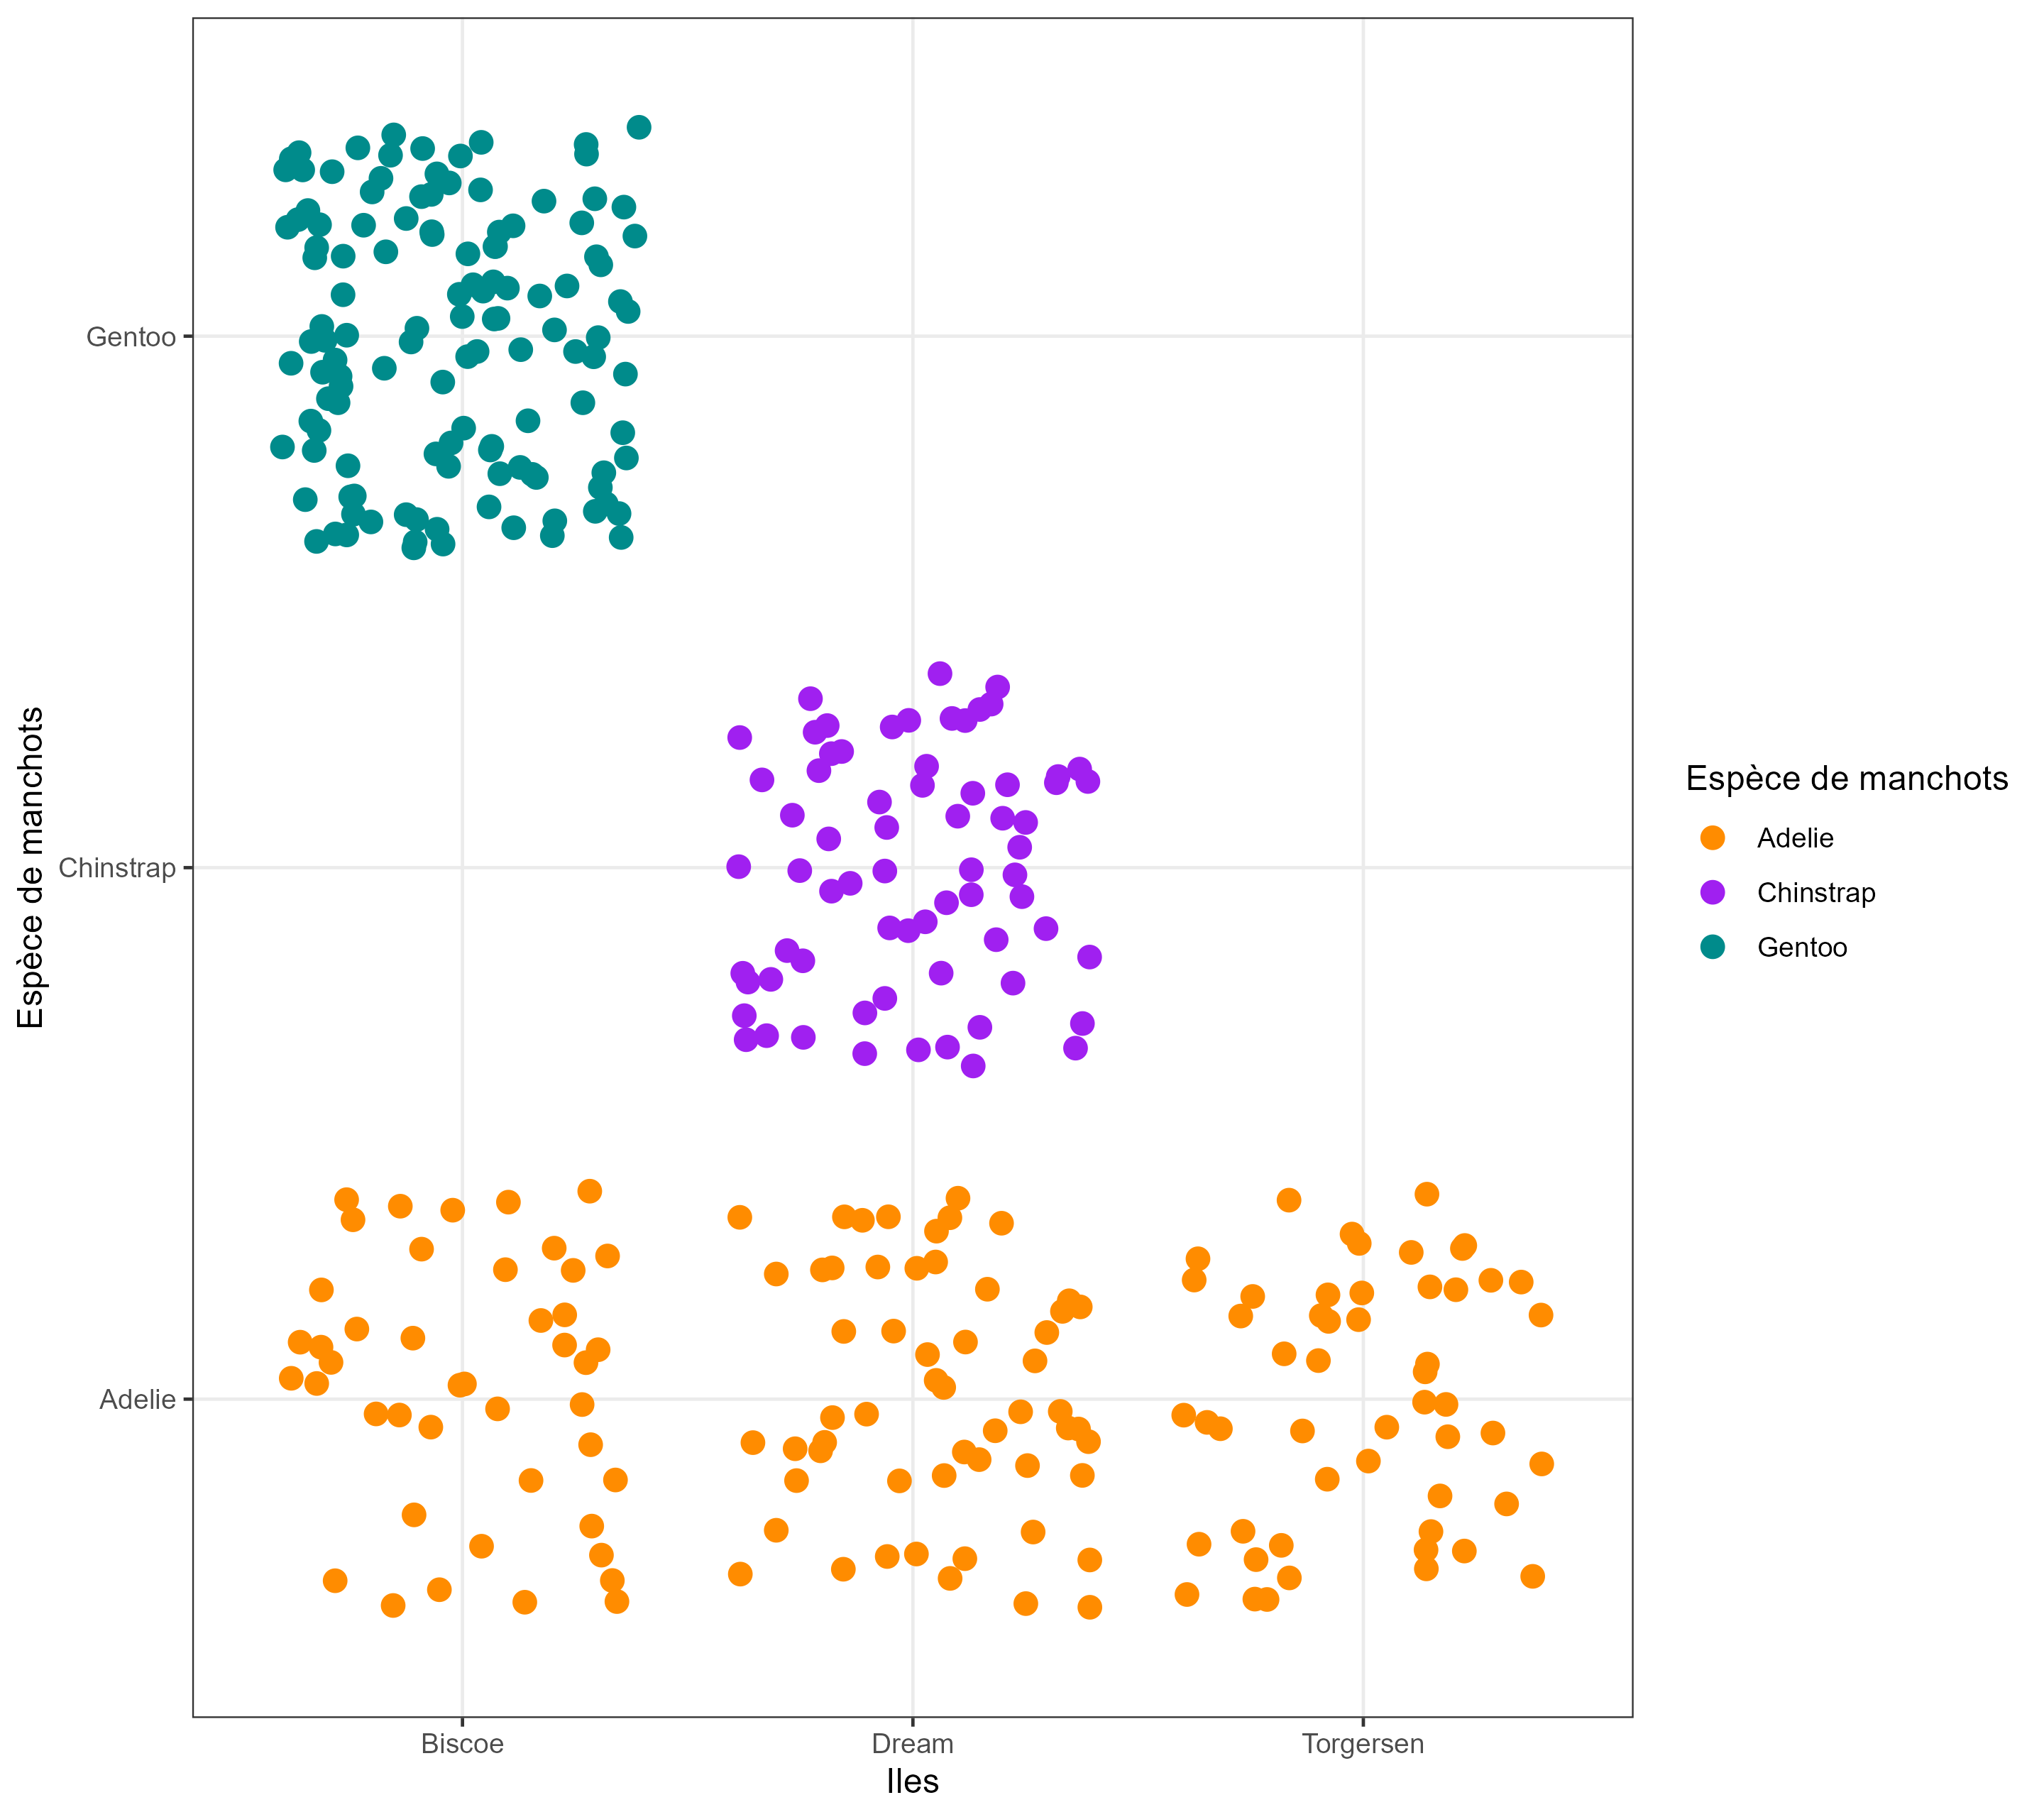 Gentoo
Chinstrap
Adelie
Espèce de manchots
Biscoe
Dream
Torgersen
Iles
Espèce de manchots
Adelie
Chinstrap
Gentoo